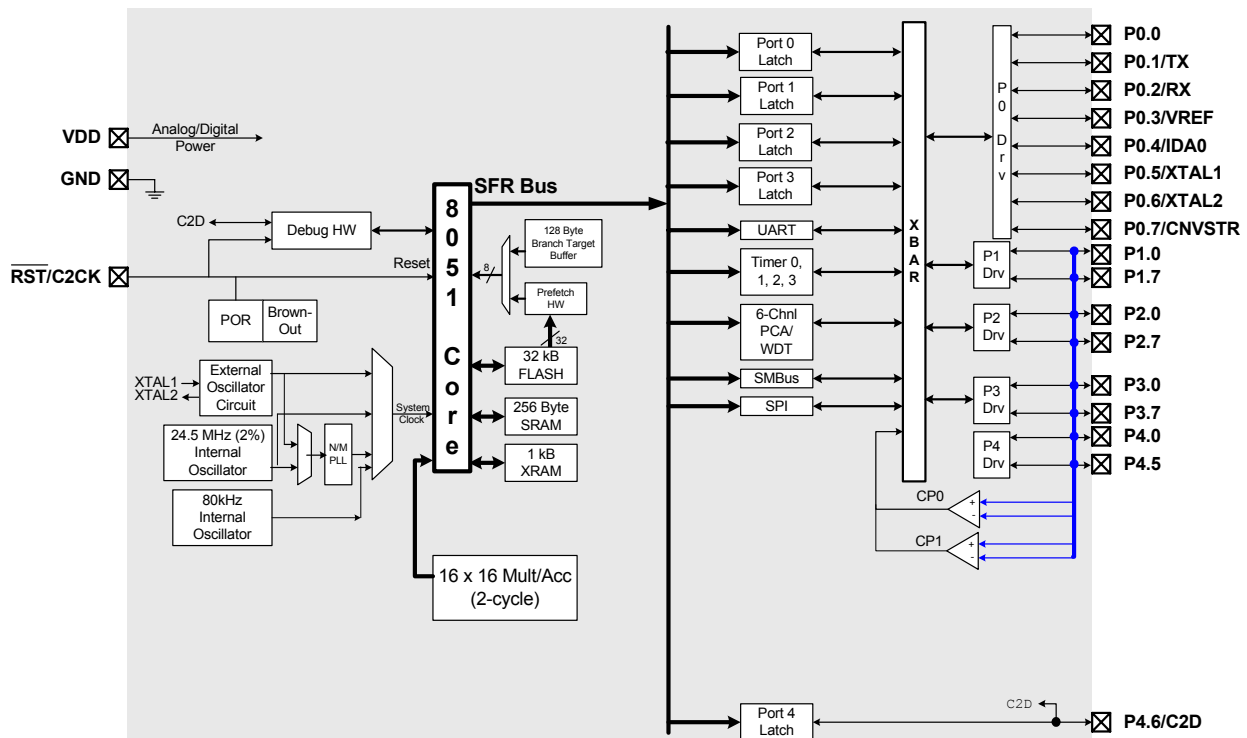 VDD
Analog/Digital
Power
GND
C2D
Debug HW
RST/C2CK
Reset
POR
Brown-
Out
XTAL1
XTAL2
External
Oscillator
Circuit
24.5 MHz (2%)
Internal
Oscillator
N/M
PLL
80kHz
Internal
Oscillator
System
Clock
8051 Core
SFR Bus
128 Byte
Branch Target
Buffer
8
Prefetch
HW
32
32 kB
FLASH
256 Byte
SRAM
1 kB
XRAM
16 x 16 Mult/Acc
(2-cycle)
Port 0
Latch
Port 1
Latch
Port 2
Latch
Port 3
Latch
UART
Timer 0,
1, 2, 3
6-Chnl
PCA/
WDT
SMBus
SPI
Port 4
Latch
XBAR
P0 Drv
P1
Drv
P2
Drv
P3
Drv
P4
Drv
CP0
+
-
CP1
+
-
C2D
P0.0
P0.1/TX
P0.2/RX
P0.3/VREF
P0.4/IDA0
P0.5/XTAL1
P0.6/XTAL2
P0.7/CNVSTR
P1.0
P1.7
P2.0
P2.7
P3.0
P3.7
P4.0
P4.5
P4.6/C2D